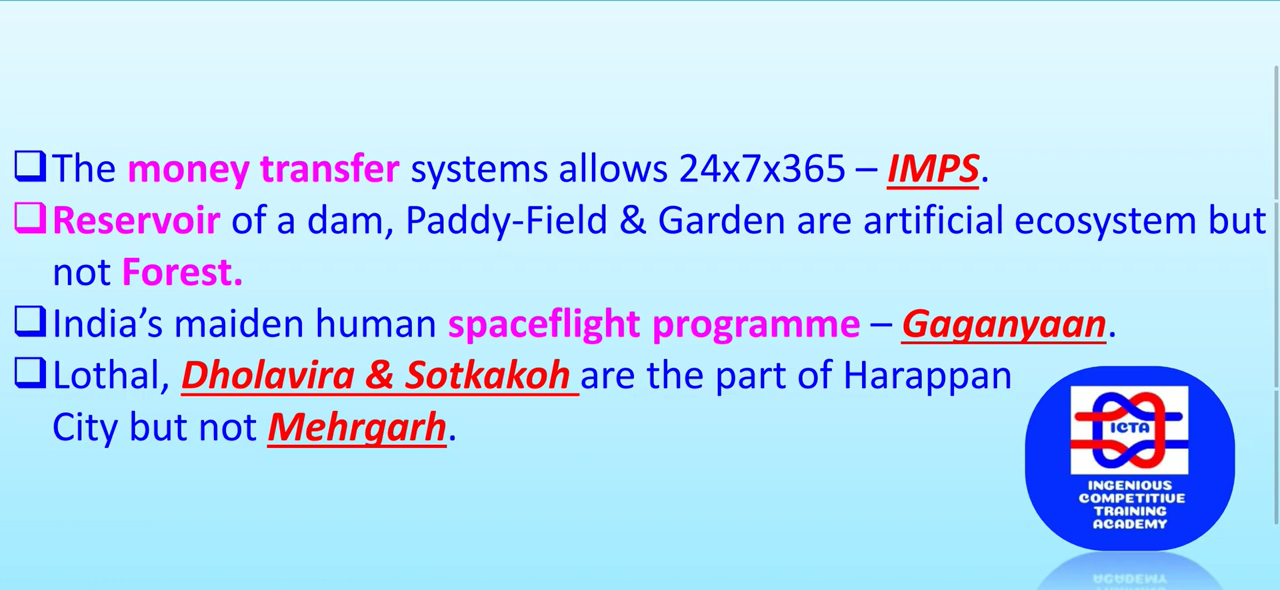 ❑The money transfer systems allows 24x7x365 – IMPS.
❑Reservoir of a dam, Paddy-Field & Garden are artificial ecosystem but
not Forest.
❑India’s maiden human spaceflight programme – Gaganyaan.
❑Lothal, Dholavira & Sotkakoh are the part of Harappan
City but not Mehrgarh.
ICTA
INGENIOUS
COMPETITIVE
TRAINING
ACADEMY
ACADEMY